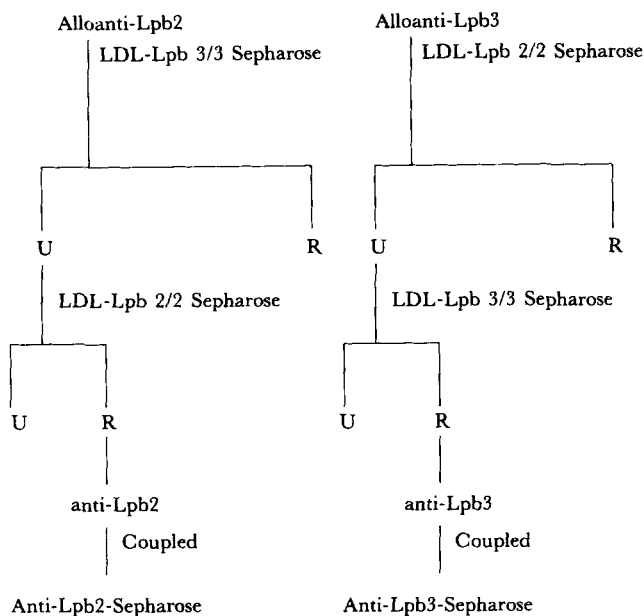 Alloanti-Lpb2
LDL-Lpb 3/3 Sepharose
U
R
LDL-Lpb 2/2 Sepharose
U
R
anti-Lpb2
Coupled
Anti-Lpb2-Sepharose
Alloanti-Lpb3
LDL-Lpb 2/2 Sepharose
U
R
LDL-Lpb 3/3 Sepharose
U
R
anti-Lpb3
Coupled
Anti-Lpb3-Sepharose